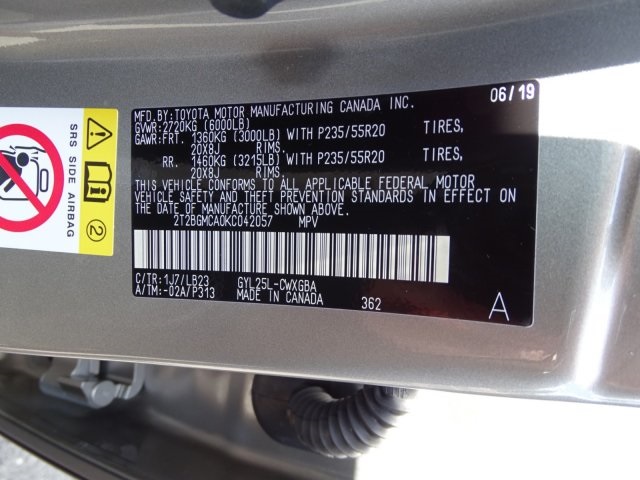 06/19
MFD.BY:TOYOTA MOTOR MANUFACTURING CANADA INC.
GVWR:2720KG (6000LB)
GAWR:FRT. 1360KG (3000LB) WITH P235/55R20 TIRES,
20X8J RIMS.
RR. 1460KG (3215LB) WITH P235/55R20 TIRES,
20X8J RIMS.
THIS VEHICLE CONFORMS TO ALL APPLICABLE FEDERAL MOTOR
VEHICLE SAFETY AND THEFT PREVENTION STANDARDS IN EFFECT ON
THE DATE OF MANUFACTURE SHOWN ABOVE.
2T2BGMCA0KC042057 MPV
C/TR:1J7/LB23 GYL25L-CWXGBA
A/TM:-02A/P313 MADE IN CANADA 362
A
SRS SIDE AIRBAG
2